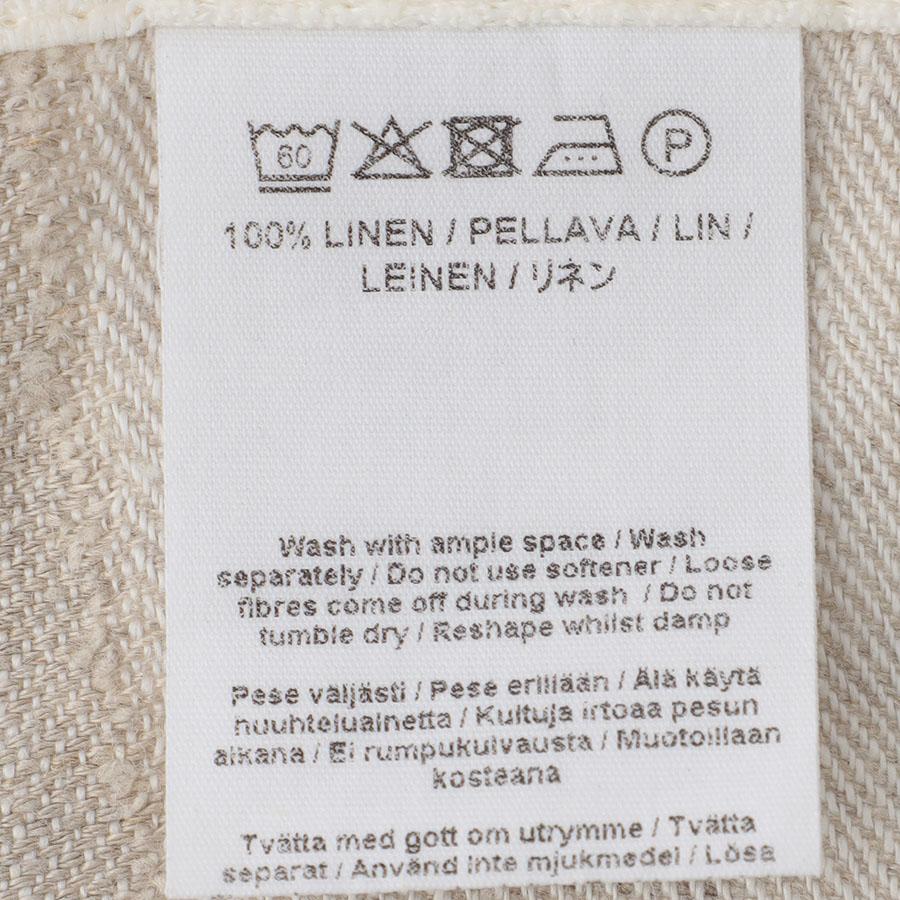 60 P
100% LINEN / PELLAVA / LIN /
LEINEN / リネン
Wash with ample space / Wash
separately / Do not use softener / Loose
fibres come off during wash / Do not
tumble dry / Reshape whilst damp
Pese väljästi / Pese erillään / Älä käytä
huuhteluainetta / Kuituja irtoaa pesun
aikana / Ei rumpukuivausta / Muotoillaan
kosteana
Tvätta med gott om utrymme / Tvätta
separat / Använd inte mjukmedel / Lösa